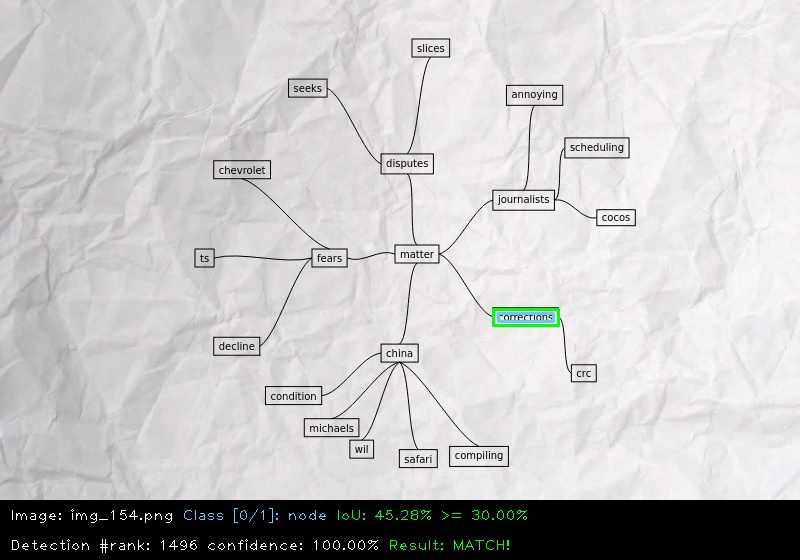 slices
seeks
annoying
scheduling
disputes
chevrolet
journalists
cocos
matter
ts
fears
corrections
decline
china
crc
condition
michaels
wil
safari
compiling
Image: img_154.png Class [0/1]: node IoU: 45.28% >= 30.00%
Detection #rank: 1496 confidence: 100.00% Result: MATCH!